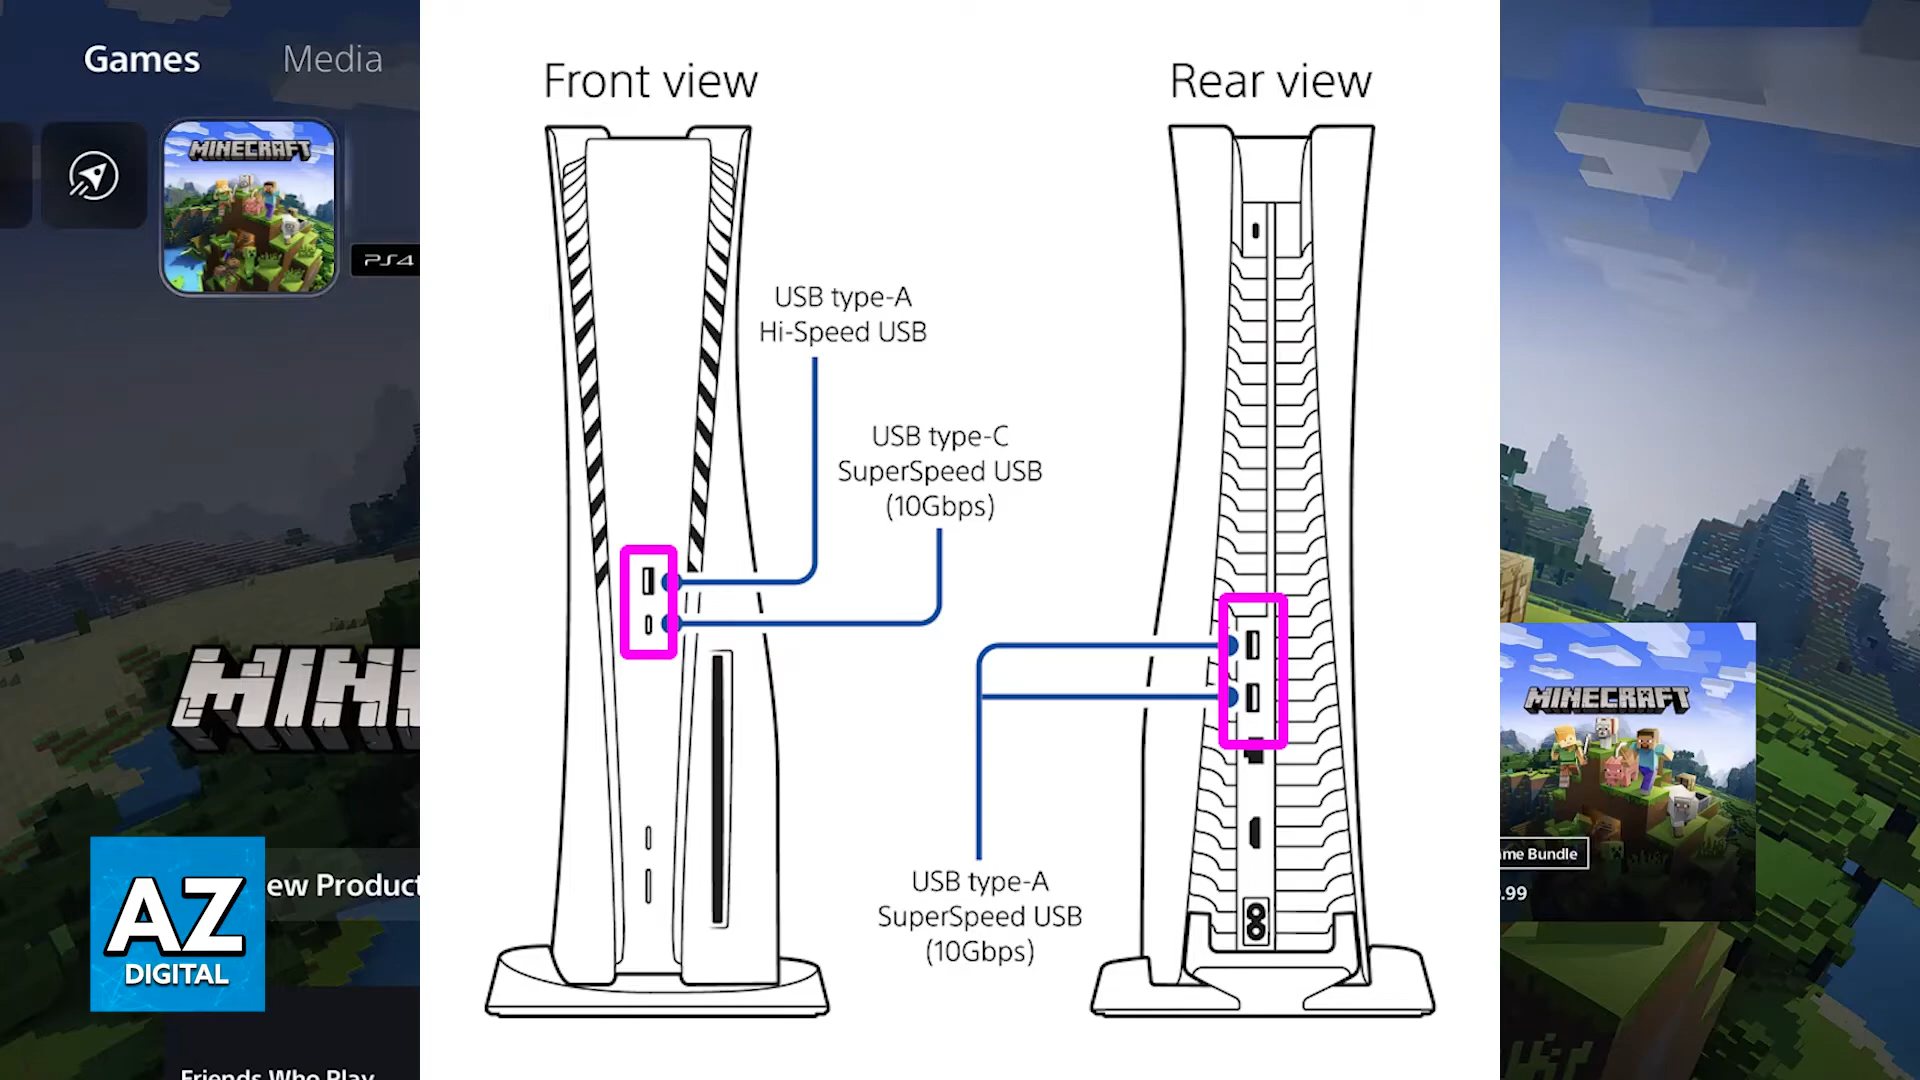 Games
Media
MINECRAFT
PS4
MIN
ew Product
AZ
DIGITAL
Friends Who Play
Front view
Rear view
USB type-A
Hi-Speed USB
USB type-C
SuperSpeed USB
(10Gbps)
USB type-A
SuperSpeed USB
(10Gbps)
MINECRAFT
me Bundle
.99